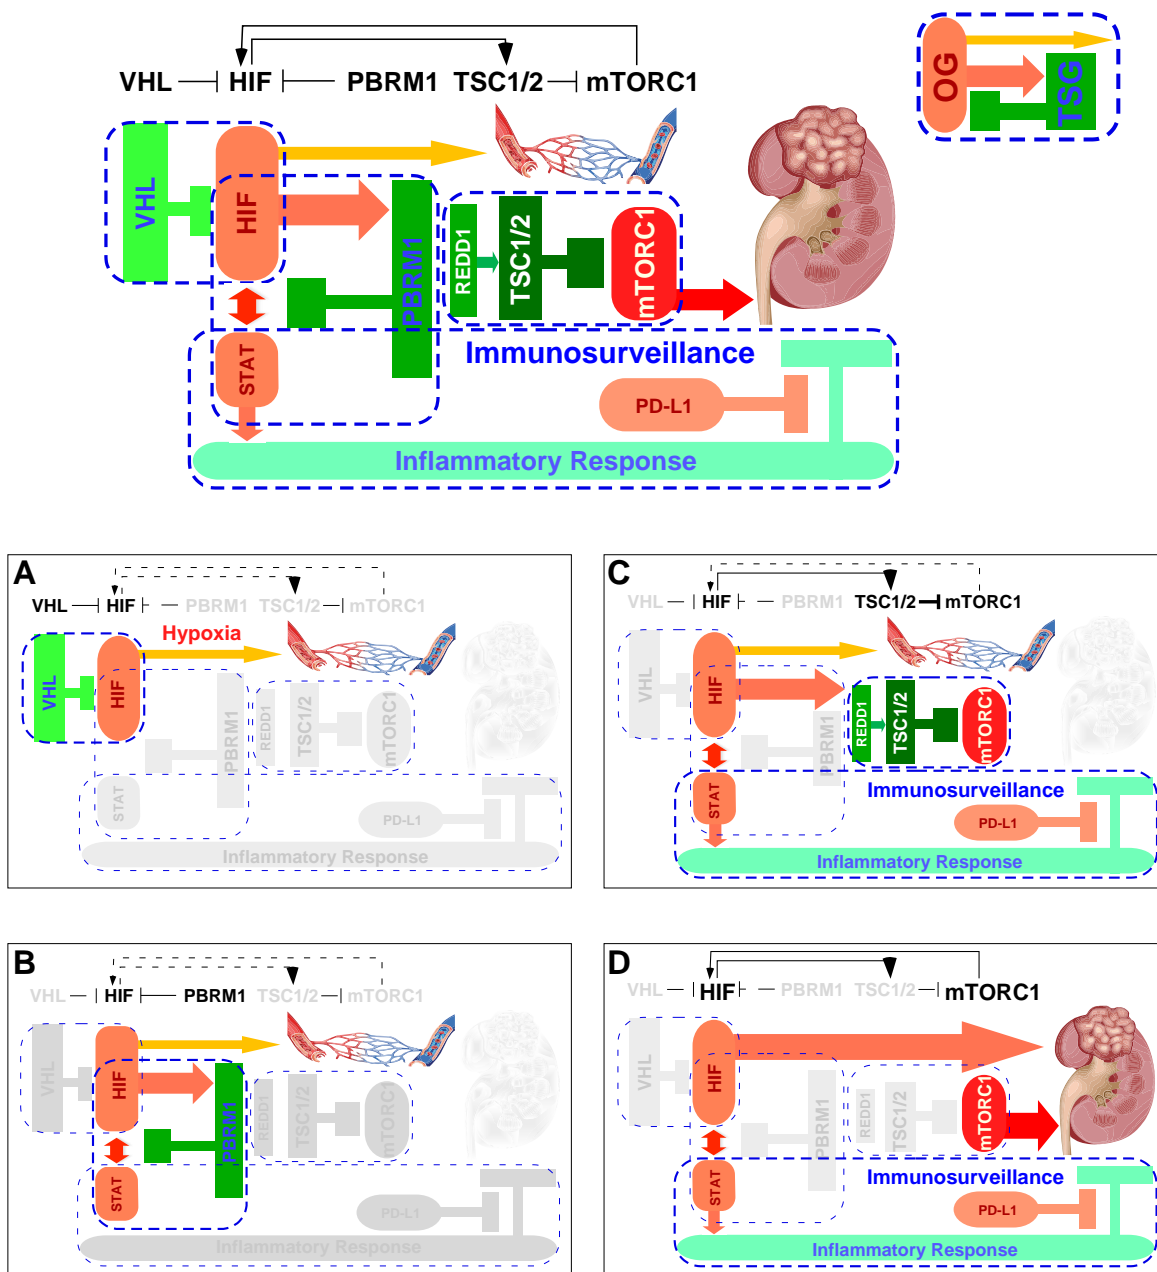 VHL HIF PBRM1 TSC1/2 mTORC1
OG
TSG
VHL
HIF
PBRM1
REDD1
TSC1/2
mTORC1
STAT
Immunosurveillance
PD-L1
Inflammatory Response
A
VHL HIF PBRM1 TSC1/2 mTORC1
Hypoxia
VHL
HIF
PBRM1
REDD1
TSC1/2
mTORC1
STAT
PD-L1
Inflammatory Response
C
VHL HIF PBRM1 TSC1/2 mTORC1
VHL
HIF
PBRM1
REDD1
TSC1/2
mTORC1
STAT
Immunosurveillance
PD-L1
Inflammatory Response
B
VHL HIF PBRM1 TSC1/2 mTORC1
VHL
HIF
PBRM1
REDD1
TSC1/2
mTORC1
STAT
PD-L1
Inflammatory Response
D
VHL HIF PBRM1 TSC1/2 mTORC1
VHL
HIF
PBRM1
REDD1
TSC1/2
mTORC1
STAT
Immunosurveillance
PD-L1
Inflammatory Response